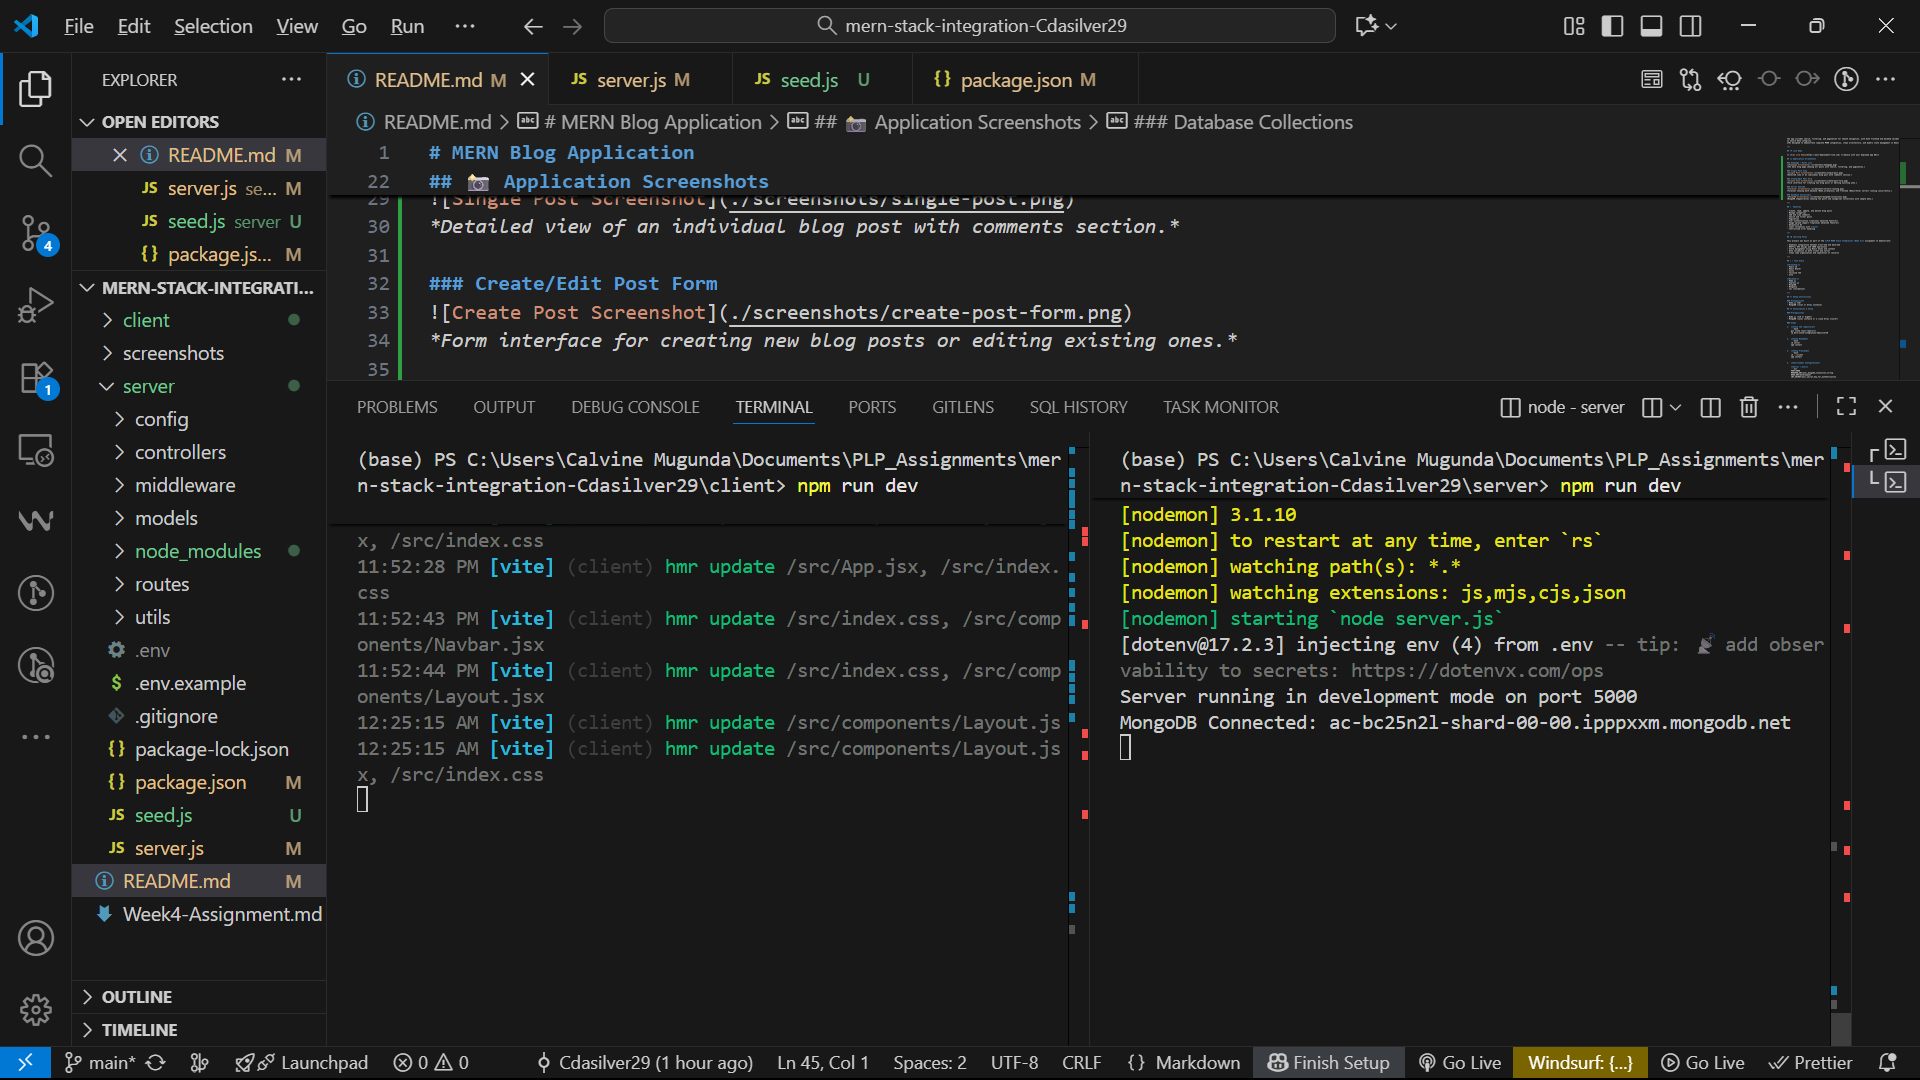 File Edit Selection View Go Run
mern-stack-integration-Cdasilver29
EXPLORER
OPEN EDITORS
README.md M
server.js se... M
seed.js server U
package.js... M
MERN-STACK-INTEGRATI...
client
screenshots
server
config
controllers
middleware
models
node_modules
routes
utils
.env
.env.example
.gitignore
package-lock.json
package.json M
seed.js U
server.js M
README.md M
Week4-Assignment.md
OUTLINE
TIMELINE
4
1
README.md M server.js M seed.js U package.json M
README.md > # MERN Blog Application > ## 📷 Application Screenshots > ### Database Collections
1 # MERN Blog Application
22 ## 📷 Application Screenshots
29 ![Single Post Screenshot](./screenshots/single-post.png)
30 *Detailed view of an individual blog post with comments section.*
31
32 ### Create/Edit Post Form
33 ![Create Post Screenshot](./screenshots/create-post-form.png)
34 *Form interface for creating new blog posts or editing existing ones.*
35
PROBLEMS OUTPUT DEBUG CONSOLE TERMINAL PORTS GITLENS SQL HISTORY TASK MONITOR
node - server
(base) PS C:\Users\Calvine Mugunda\Documents\PLP_Assignments\mer
n-stack-integration-Cdasilver29\client> npm run dev
x, /src/index.css
11:52:28 PM [vite] (client) hmr update /src/App.jsx, /src/index.
css
11:52:43 PM [vite] (client) hmr update /src/index.css, /src/comp
onents/Navbar.jsx
11:52:44 PM [vite] (client) hmr update /src/index.css, /src/comp
onents/Layout.jsx
12:25:15 AM [vite] (client) hmr update /src/components/Layout.js
12:25:15 AM [vite] (client) hmr update /src/components/Layout.js
x, /src/index.css
(base) PS C:\Users\Calvine Mugunda\Documents\PLP_Assignments\mer
n-stack-integration-Cdasilver29\server> npm run dev
[nodemon] 3.1.10
[nodemon] to restart at any time, enter `rs`
[nodemon] watching path(s): *.*
[nodemon] watching extensions: js,mjs,cjs,json
[nodemon] starting `node server.js`
[dotenv@17.2.3] injecting env (4) from .env -- tip: 📡 add obser
vability to secrets: https://dotenvx.com/ops
Server running in development mode on port 5000
MongoDB Connected: ac-bc25n2l-shard-00-00.ipppxxm.mongodb.net
main* Launchpad 0 0 Cdasilver29 (1 hour ago) Ln 45, Col 1 Spaces: 2 UTF-8 CRLF {} Markdown Finish Setup Go Live Windsurf: {...} Go Live Prettier